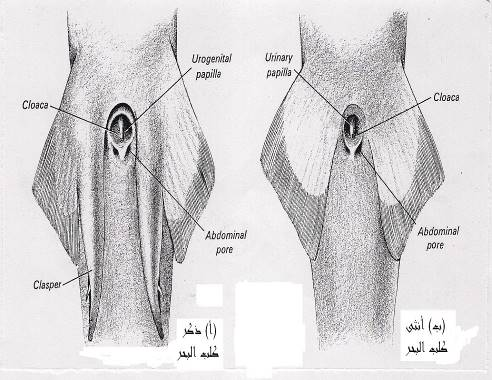 Urogenital
papilla
Cloaca
Abdominal
pore
Clasper
(أ) ذكر
كلب البحر
Urinary
papilla
Cloaca
Abdominal
pore
(ب) أنثى
كلب البحر